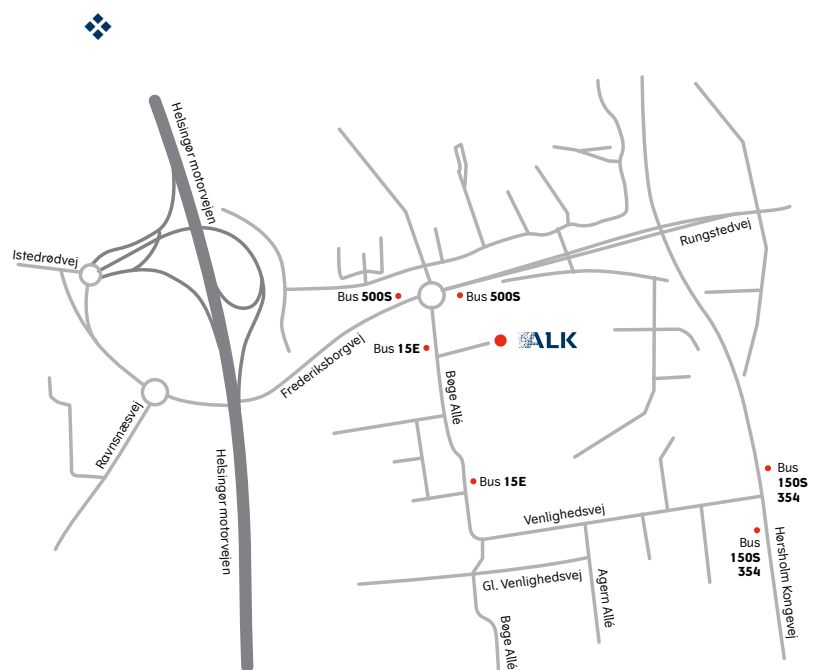 Helsingør motorvejen
Istedrødvej
Rungstedvej
Bus 500S
Bus 500S
Bus 15E
ALK
Frederiksborgvej
Bøge Allé
Ravnsnæsvej
Helsingør motorvejen
Bus 15E
Bus
150S
354
Venlighedsvej
Bus
150S
354
Hørsholm Kongevej
Gl. Venlighedsvej
Agern Allé
Bøge Allé